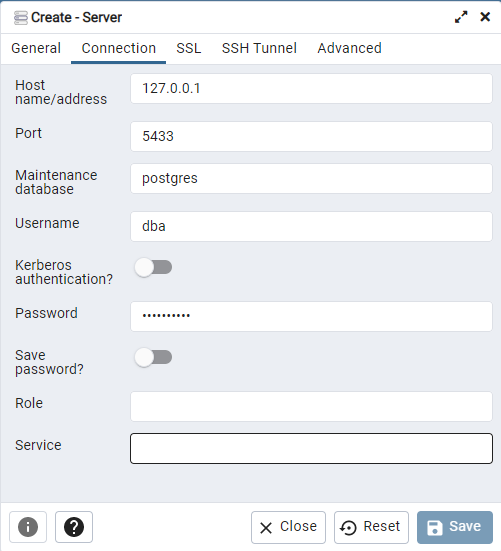 Create - Server
General Connection SSL SSH Tunnel Advanced
Host
name/address
127.0.0.1
Port
5433
Maintenance
database
postgres
Username
dba
Kerberos
authentication?
Password
••••••••••
Save
password?
Role
Service
Close Reset Save